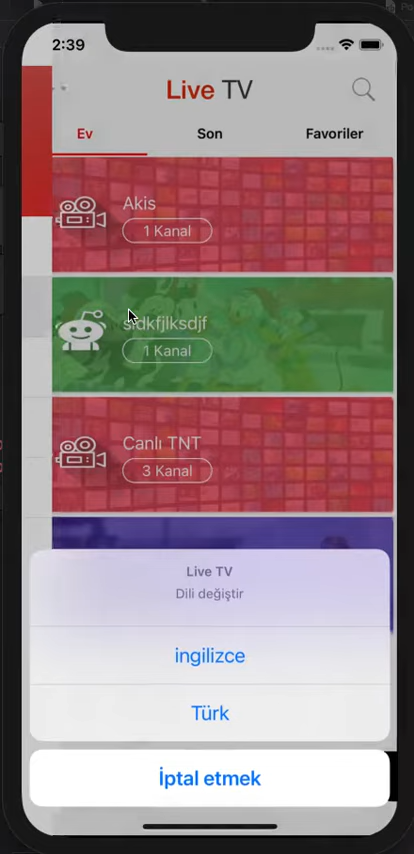 2:39
Live TV
Ev Son Favoriler
Akis
1 Kanal
sldkfjlksdjf
1 Kanal
Canlı TNT
3 Kanal
Live TV
Dili değiştir
ingilizce
Türk
İptal etmek